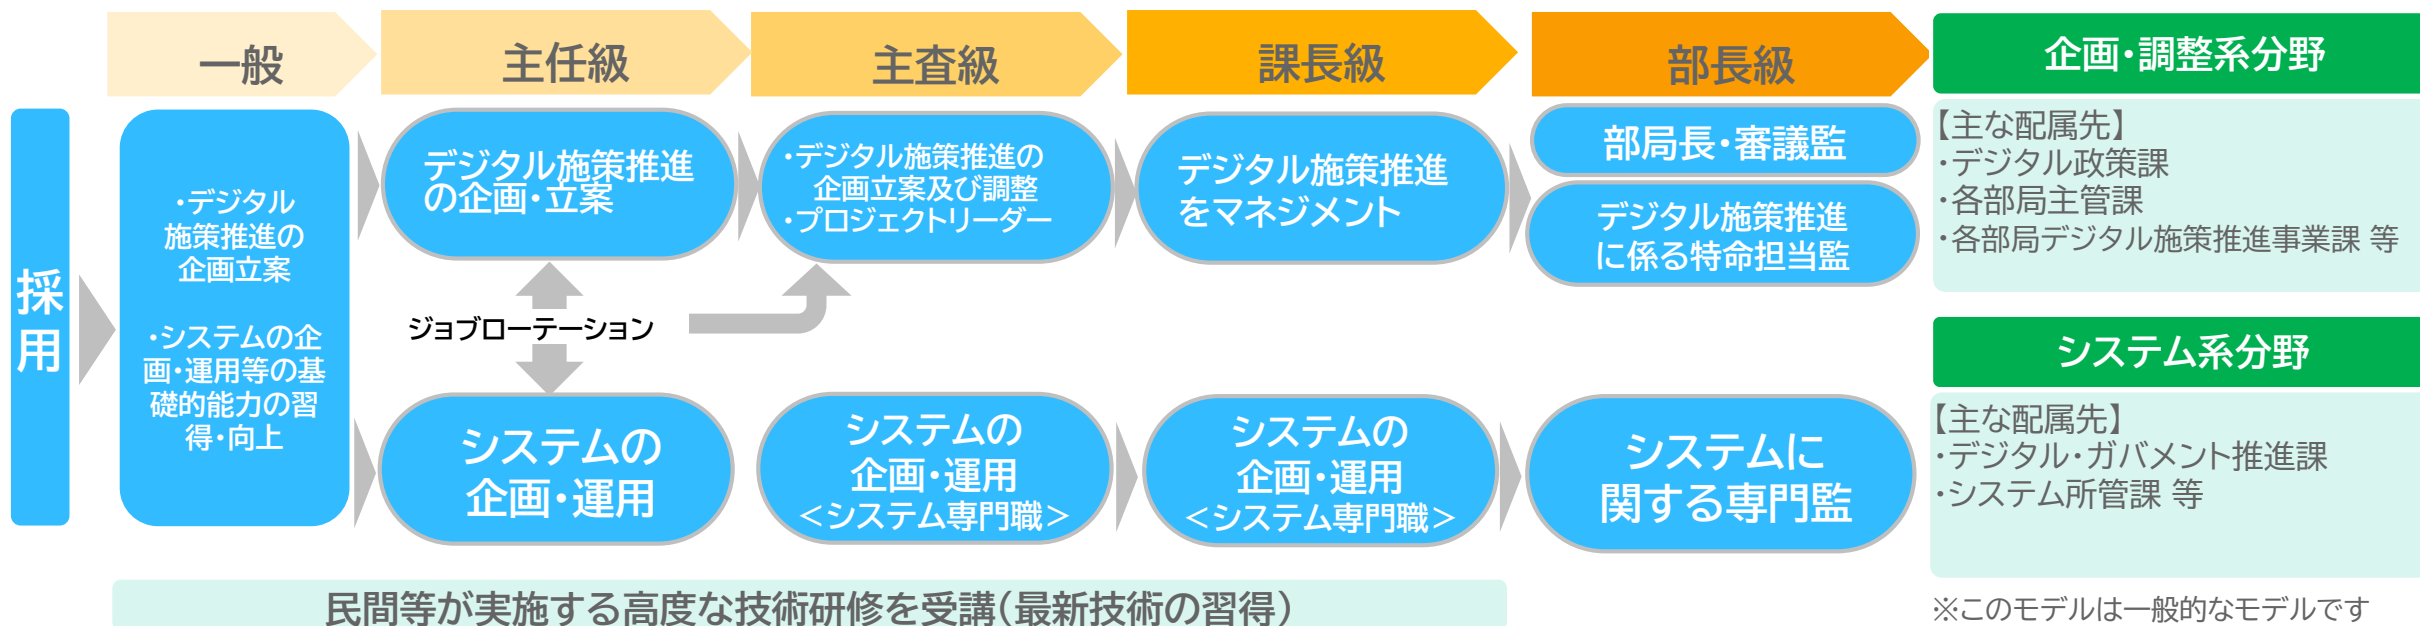 一般
主任級
主査級
課長級
部長級
採用
・デジタル
施策推進の
企画立案
・システムの企
画・運用等の基
礎的能力の習
得・向上
デジタル施策推進
の企画・立案
・デジタル施策推進の
企画立案及び調整
・プロジェクトリーダー
デジタル施策推進
をマネジメント
部局長・審議監
デジタル施策推進
に係る特命担当監
ジョブローテーション
システムの
企画・運用
システムの
企画・運用
<システム専門職>
システムの
企画・運用
<システム専門職>
システムに
関する専門監
民間等が実施する高度な技術研修を受講(最新技術の習得)
企画・調整系分野
【主な配属先】
・デジタル政策課
・各部局主管課
・各部局デジタル施策推進事業課 等
システム系分野
【主な配属先】
・デジタル・ガバメント推進課
・システム所管課 等
※このモデルは一般的なモデルです